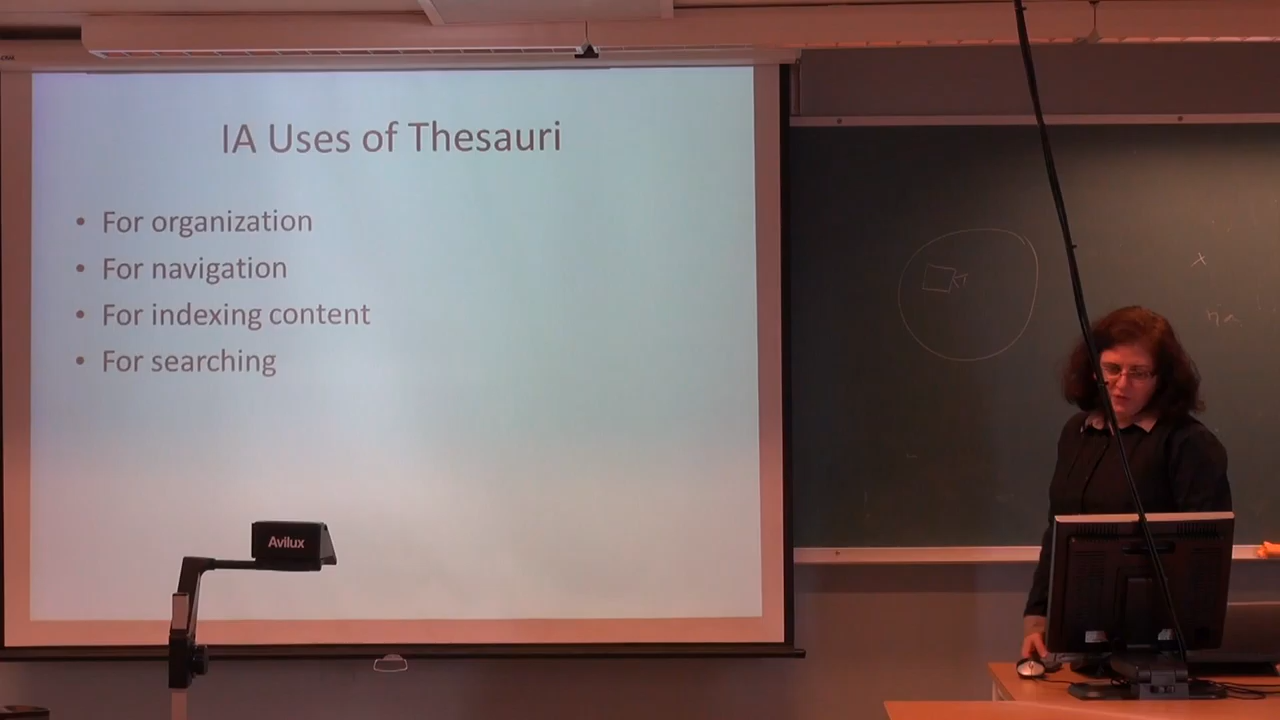 IA Uses of Thesauri
• For organization
• For navigation
• For indexing content
• For searching
Avilux